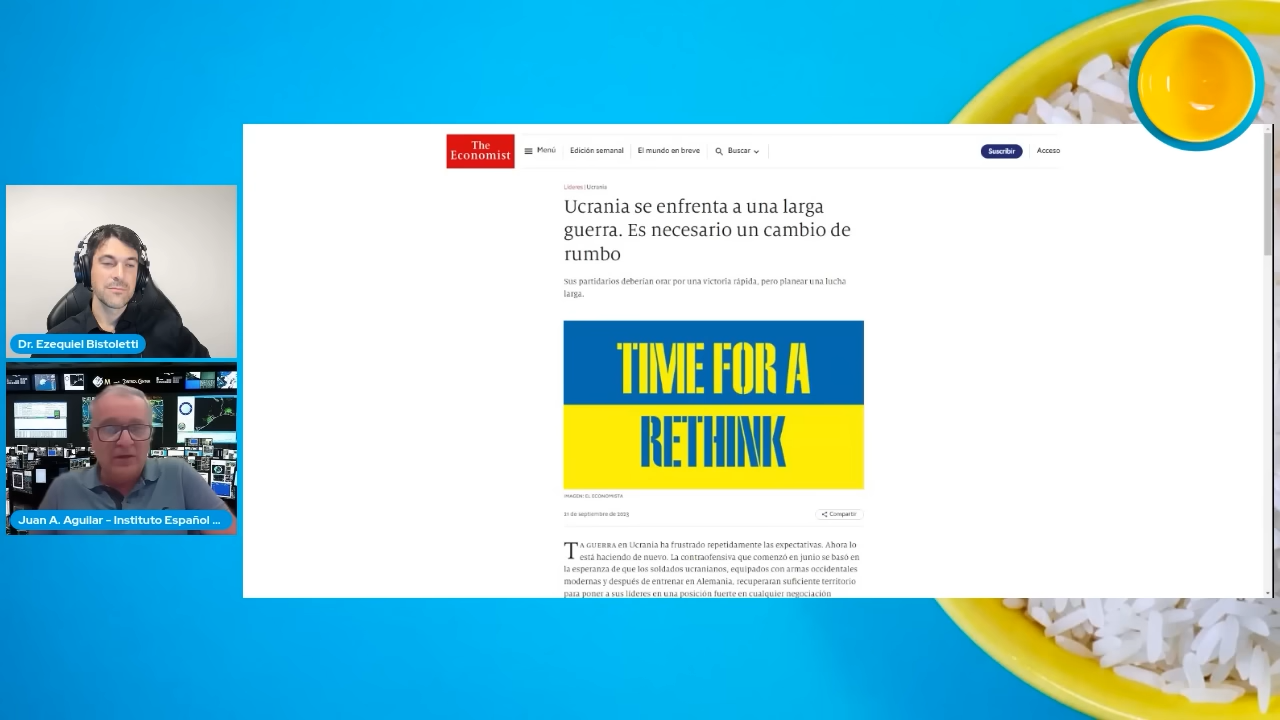 The
Economist
Menú
Edición semanal
El mundo en breve
Buscar
Suscribir
Acceso
Líderes | Ucrania
Ucrania se enfrenta a una larga
guerra. Es necesario un cambio de
rumbo
Sus partidarios deberían orar por una victoria rápida, pero planear una lucha
larga.
TIME FOR A
RETHINK
IMAGEN: EL ECONOMISTA
21 de septiembre de 2023
Compartir
TA GUERRA en Ucrania ha frustrado repetidamente las expectativas. Ahora lo
está haciendo de nuevo. La contraofensiva que comenzó en junio se basó en
la esperanza de que los soldados ucranianos, equipados con armas occidentales
modernas y después de entrenar en Alemania, recuperaran suficiente territorio
para poner a sus líderes en una posición fuerte en cualquier negociación
Dr. Ezequiel Bistoletti
Juan A. Aguilar - Instituto Español ...